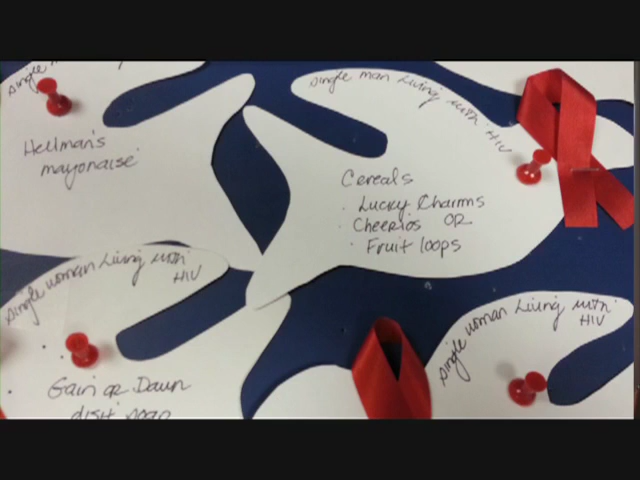 single
Hellman's
mayonaise
single man Living with HIV
Cereals
· Lucky Charms
Cheerios OR
· Fruit loops
single woman Living with
HIV
Gain or Dawn
dish soap
single woman Living with
HIV